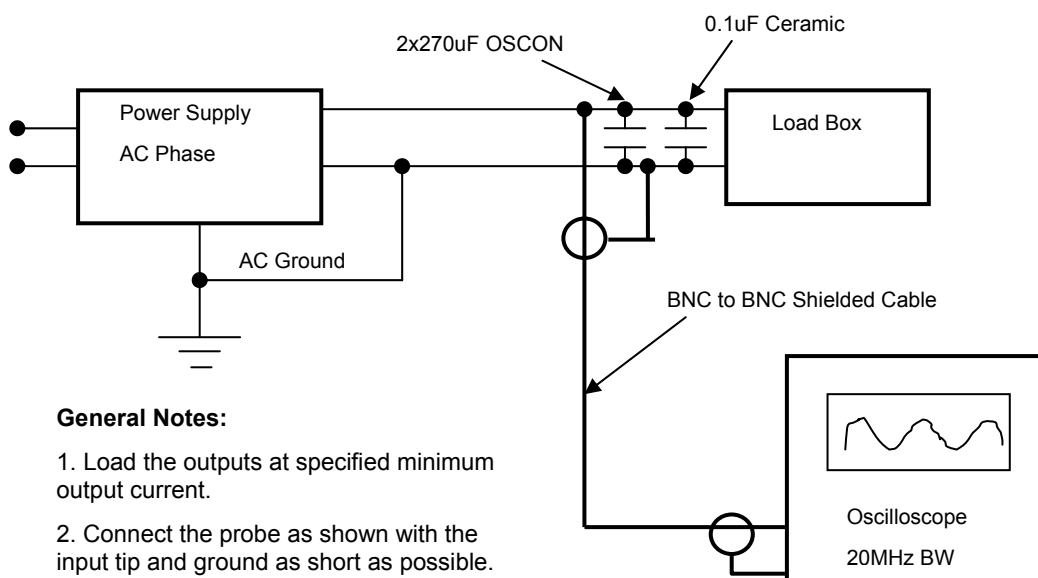 2x270uF OSCON
0.1uF Ceramic
Power Supply
AC Phase
Load Box
AC Ground
BNC to BNC Shielded Cable
General Notes:
1. Load the outputs at specified minimum
output current.
2. Connect the probe as shown with the
input tip and ground as short as possible.
Oscilloscope
20MHz BW